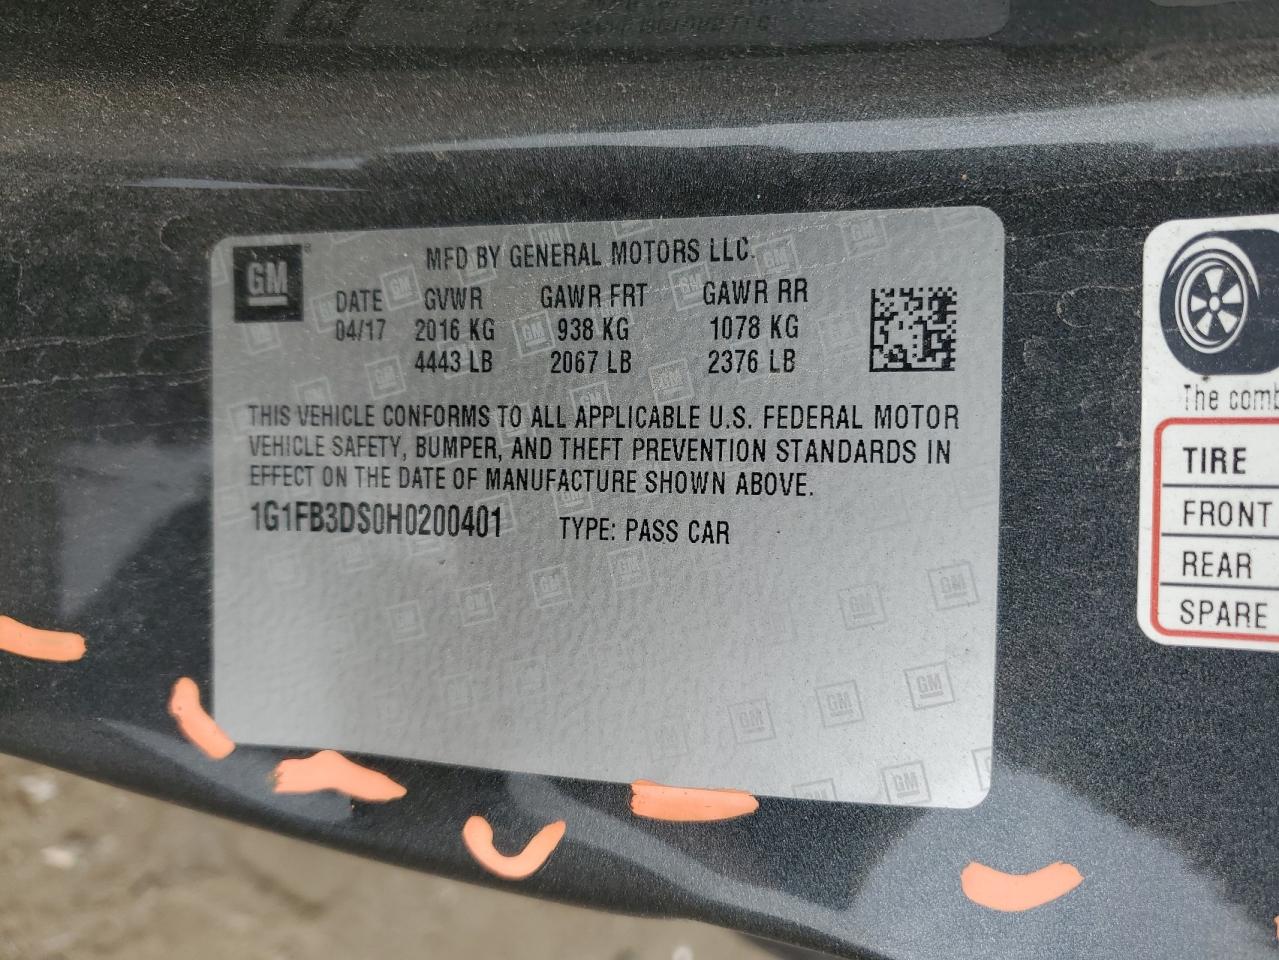 GM
MFD BY GENERAL MOTORS LLC.
DATE GVWR GAWR FRT GAWR RR
04/17 2016 KG 938 KG 1078 KG
4443 LB 2067 LB 2376 LB
THIS VEHICLE CONFORMS TO ALL APPLICABLE U.S. FEDERAL MOTOR
VEHICLE SAFETY, BUMPER, AND THEFT PREVENTION STANDARDS IN
EFFECT ON THE DATE OF MANUFACTURE SHOWN ABOVE.
1G1FB3DS0H0200401 TYPE: PASS CAR
The comb
TIRE
FRONT
REAR
SPARE